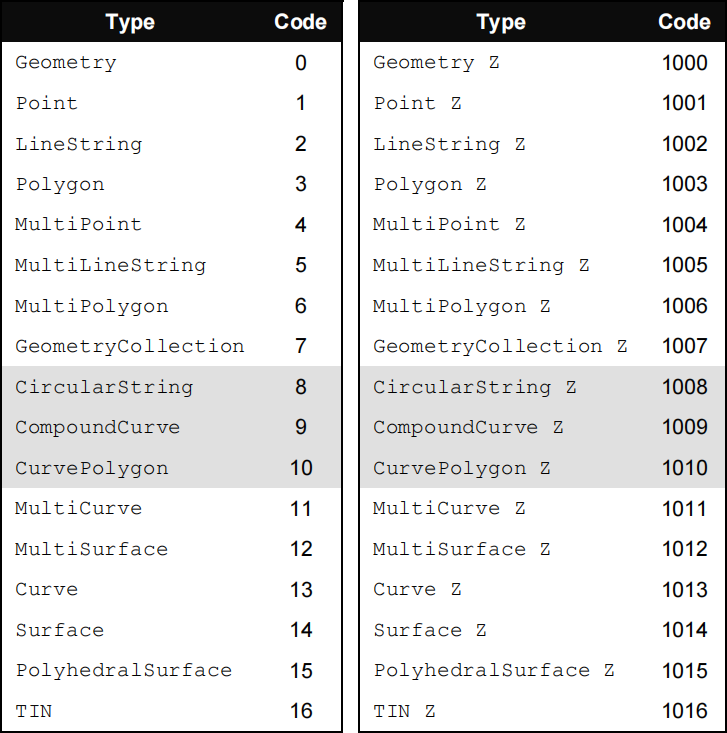 Type Code Type Code
Geometry 0 Geometry Z 1000
Point 1 Point Z 1001
LineString 2 LineString Z 1002
Polygon 3 Polygon Z 1003
MultiPoint 4 MultiPoint Z 1004
MultiLineString 5 MultiLineString Z 1005
MultiPolygon 6 MultiPolygon Z 1006
GeometryCollection 7 GeometryCollection Z 1007
CircularString 8 CircularString Z 1008
CompoundCurve 9 CompoundCurve Z 1009
CurvePolygon 10 CurvePolygon Z 1010
MultiCurve 11 MultiCurve Z 1011
MultiSurface 12 MultiSurface Z 1012
Curve 13 Curve Z 1013
Surface 14 Surface Z 1014
PolyhedralSurface 15 PolyhedralSurface Z 1015
TIN 16 TIN Z 1016